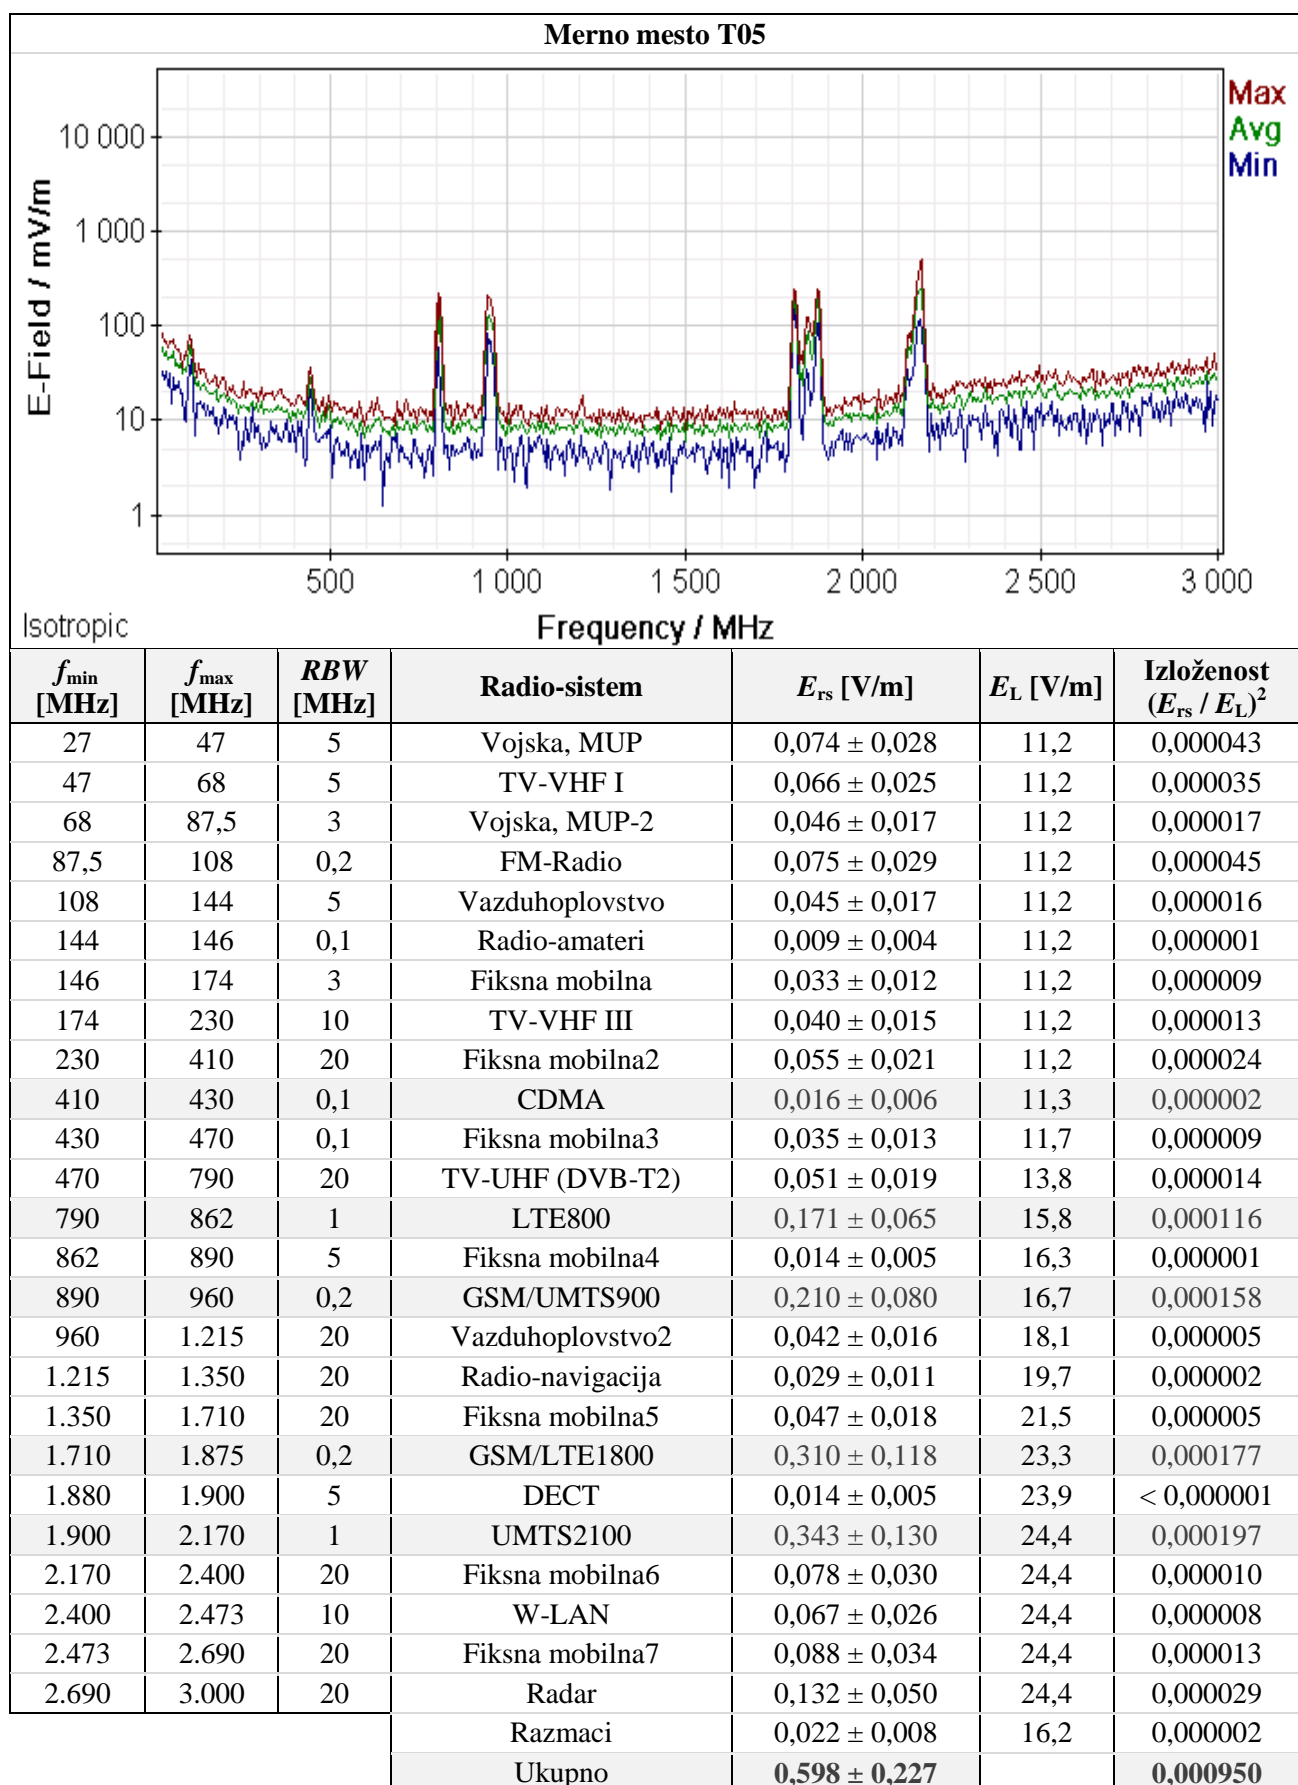 Merno mesto T05
Max
Avg
Min
E-Field / mV/m
10 000
1 000
100
10
1
500 1 000 1 500 2 000 2 500 3 000
Isotropic Frequency / MHz
fmin [MHz] fmax [MHz] RBW [MHz] Radio-sistem Ers [V/m] EL [V/m] Izloženost (Ers / EL)²
27 47 5 Vojska, MUP 0,074 ± 0,028 11,2 0,000043
47 68 5 TV-VHF I 0,066 ± 0,025 11,2 0,000035
68 87,5 3 Vojska, MUP-2 0,046 ± 0,017 11,2 0,000017
87,5 108 0,2 FM-Radio 0,075 ± 0,029 11,2 0,000045
108 144 5 Vazduhoplovstvo 0,045 ± 0,017 11,2 0,000016
144 146 0,1 Radio-amateri 0,009 ± 0,004 11,2 0,000001
146 174 3 Fiksna mobilna 0,033 ± 0,012 11,2 0,000009
174 230 10 TV-VHF III 0,040 ± 0,015 11,2 0,000013
230 410 20 Fiksna mobilna2 0,055 ± 0,021 11,2 0,000024
410 430 0,1 CDMA 0,016 ± 0,006 11,3 0,000002
430 470 0,1 Fiksna mobilna3 0,035 ± 0,013 11,7 0,000009
470 790 20 TV-UHF (DVB-T2) 0,051 ± 0,019 13,8 0,000014
790 862 1 LTE800 0,171 ± 0,065 15,8 0,000116
862 890 5 Fiksna mobilna4 0,014 ± 0,005 16,3 0,000001
890 960 0,2 GSM/UMTS900 0,210 ± 0,080 16,7 0,000158
960 1.215 20 Vazduhoplovstvo2 0,042 ± 0,016 18,1 0,000005
1.215 1.350 20 Radio-navigacija 0,029 ± 0,011 19,7 0,000002
1.350 1.710 20 Fiksna mobilna5 0,047 ± 0,018 21,5 0,000005
1.710 1.875 0,2 GSM/LTE1800 0,310 ± 0,118 23,3 0,000177
1.880 1.900 5 DECT 0,014 ± 0,005 23,9 < 0,000001
1.900 2.170 1 UMTS2100 0,343 ± 0,130 24,4 0,000197
2.170 2.400 20 Fiksna mobilna6 0,078 ± 0,030 24,4 0,000010
2.400 2.473 10 W-LAN 0,067 ± 0,026 24,4 0,000008
2.473 2.690 20 Fiksna mobilna7 0,088 ± 0,034 24,4 0,000013
2.690 3.000 20 Radar 0,132 ± 0,050 24,4 0,000029
Razmaci 0,022 ± 0,008 16,2 0,000002
Ukupno 0,598 ± 0,227 0,000950